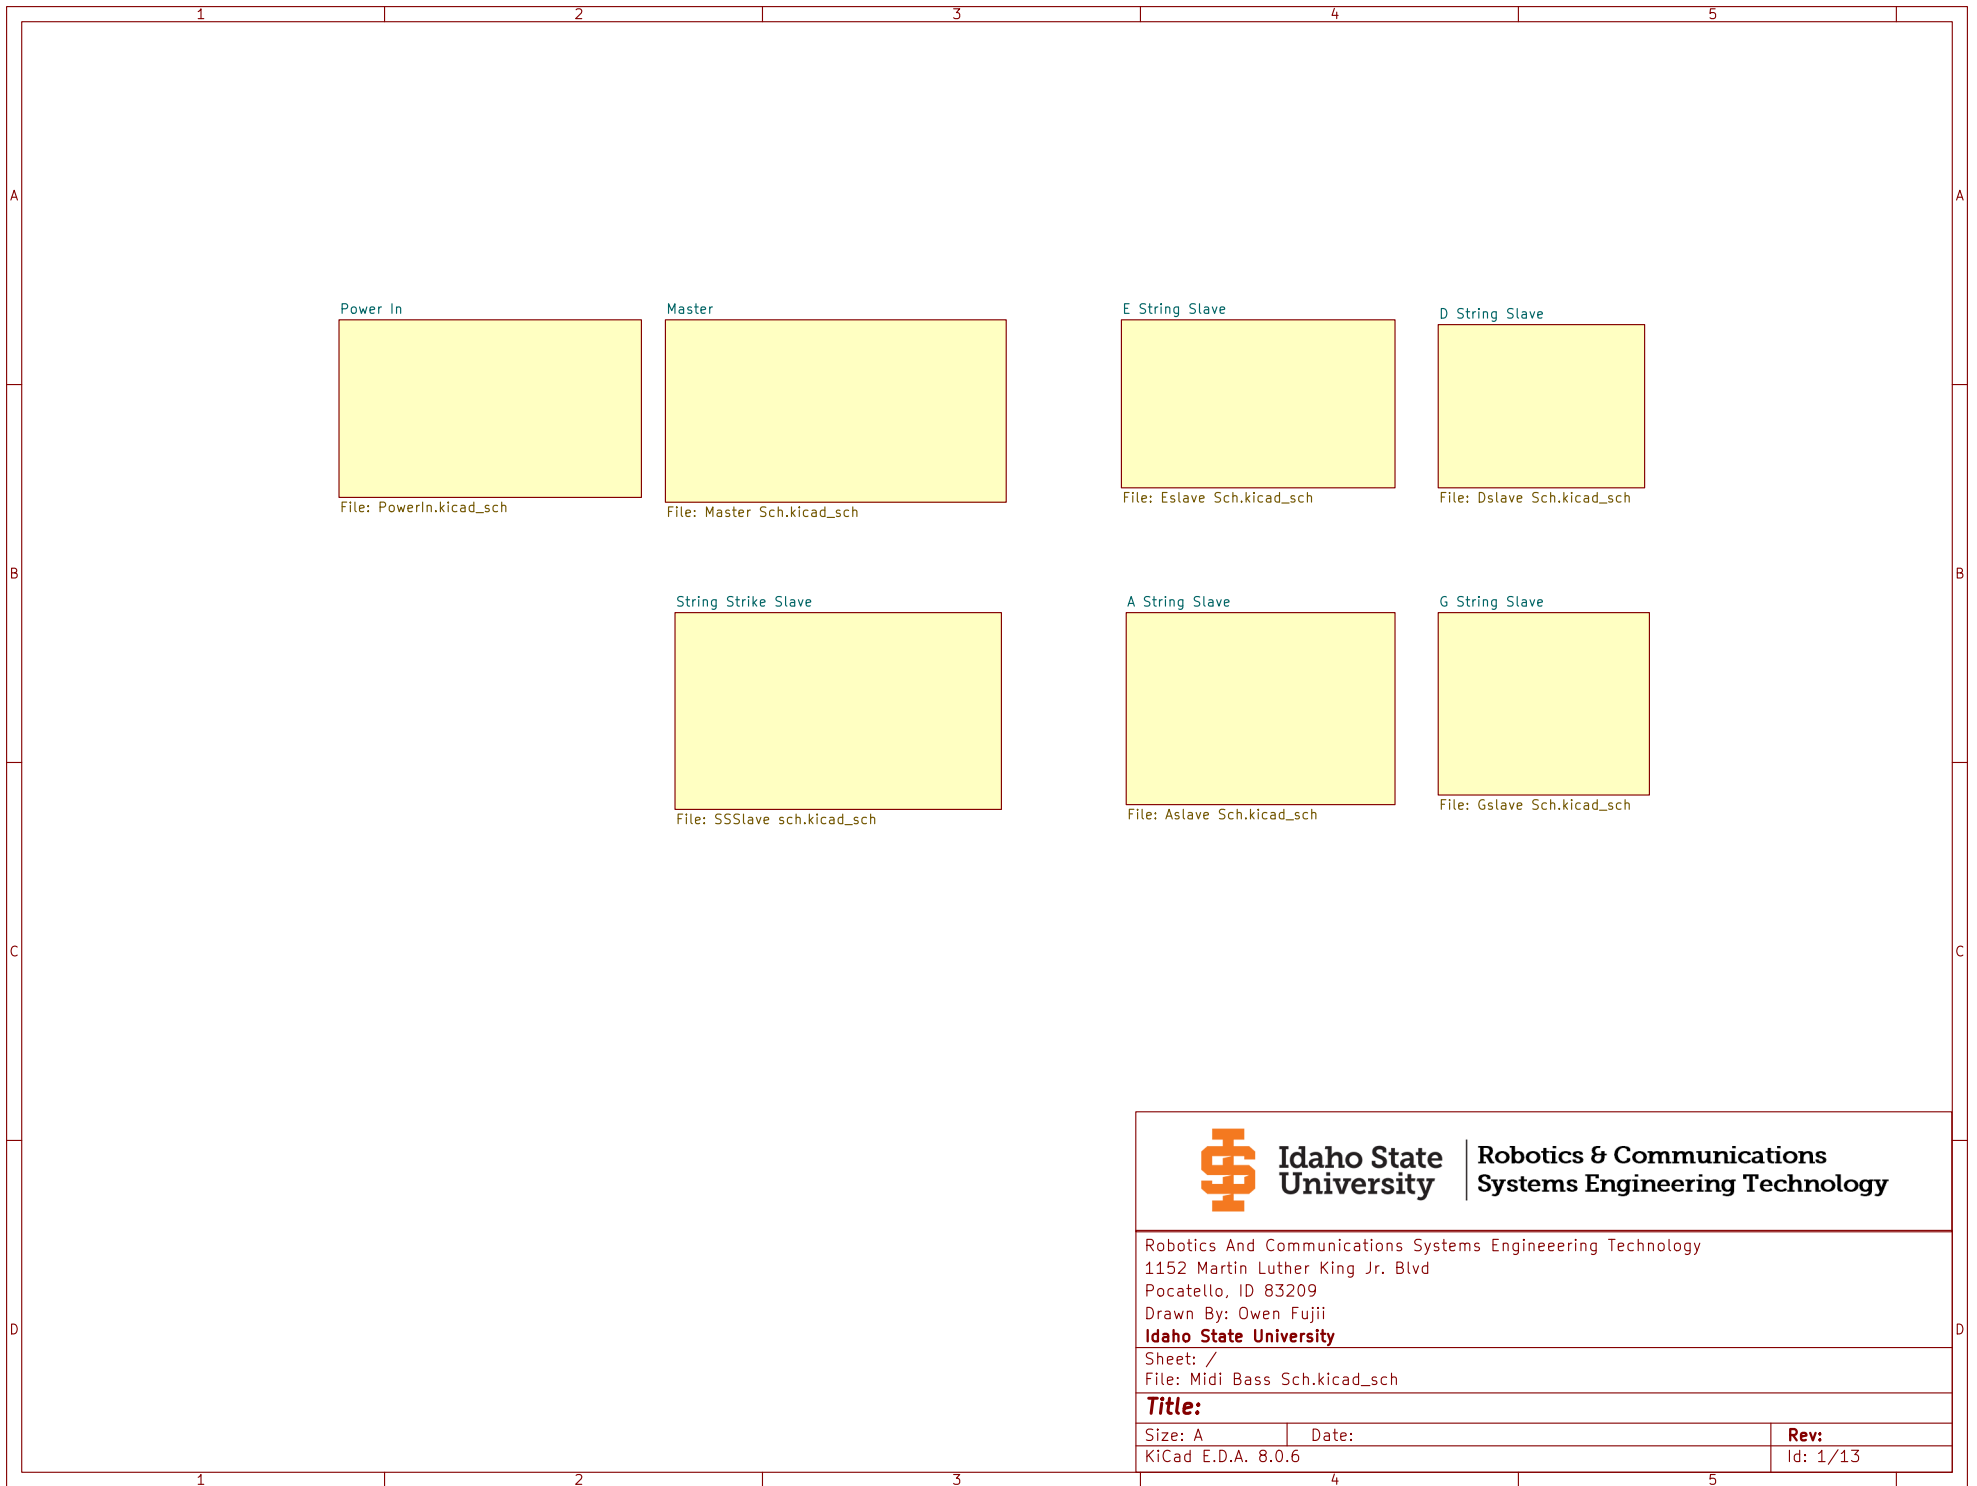 1 2 3 4 5
A A
Power In
Master
E String Slave
D String Slave
File: PowerIn.kicad_sch
File: Master Sch.kicad_sch
File: Eslave Sch.kicad_sch
File: Dslave Sch.kicad_sch
B B
String Strike Slave
A String Slave
G String Slave
File: SSSlave sch.kicad_sch
File: Aslave Sch.kicad_sch
File: Gslave Sch.kicad_sch
C C
Idaho State
University
Robotics & Communications
Systems Engineering Technology
Robotics And Communications Systems Engineeering Technology
1152 Martin Luther King Jr. Blvd
Pocatello, ID 83209
Drawn By: Owen Fujii
D D
Idaho State University
Sheet: /
File: Midi Bass Sch.kicad_sch
Title:
Size: A Date: Rev:
KiCad E.D.A. 8.0.6 Id: 1/13
1 2 3 4 5